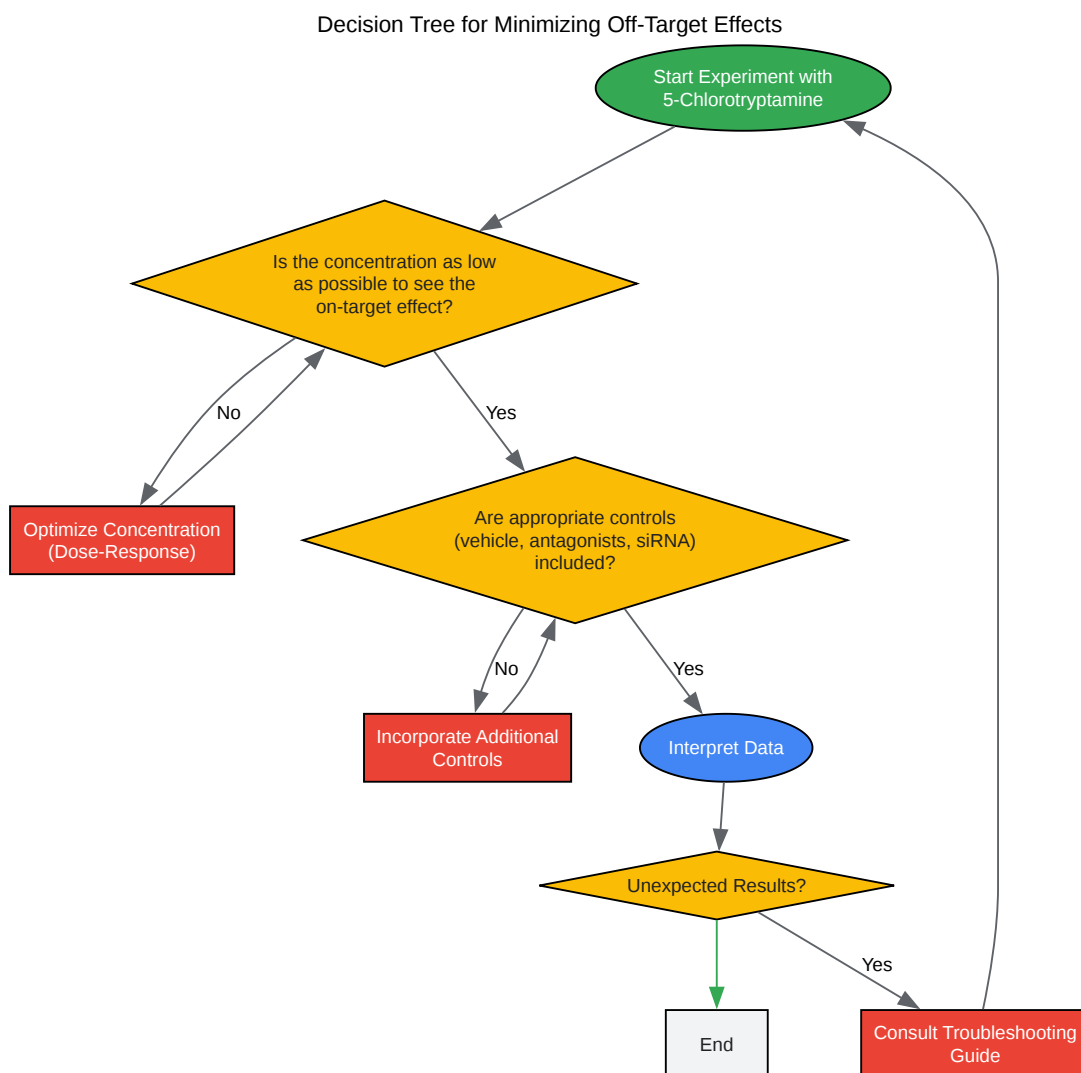 Decision Tree for Minimizing Off-Target Effects
Start Experiment with
5-Chlorotryptamine
Is the concentration as low
as possible to see the
on-target effect?
No
Yes
Optimize Concentration
(Dose-Response)
Are appropriate controls
(vehicle, antagonists, siRNA)
included?
No
Yes
Incorporate Additional
Controls
Interpret Data
Unexpected Results?
Yes
End
Consult Troubleshooting
Guide